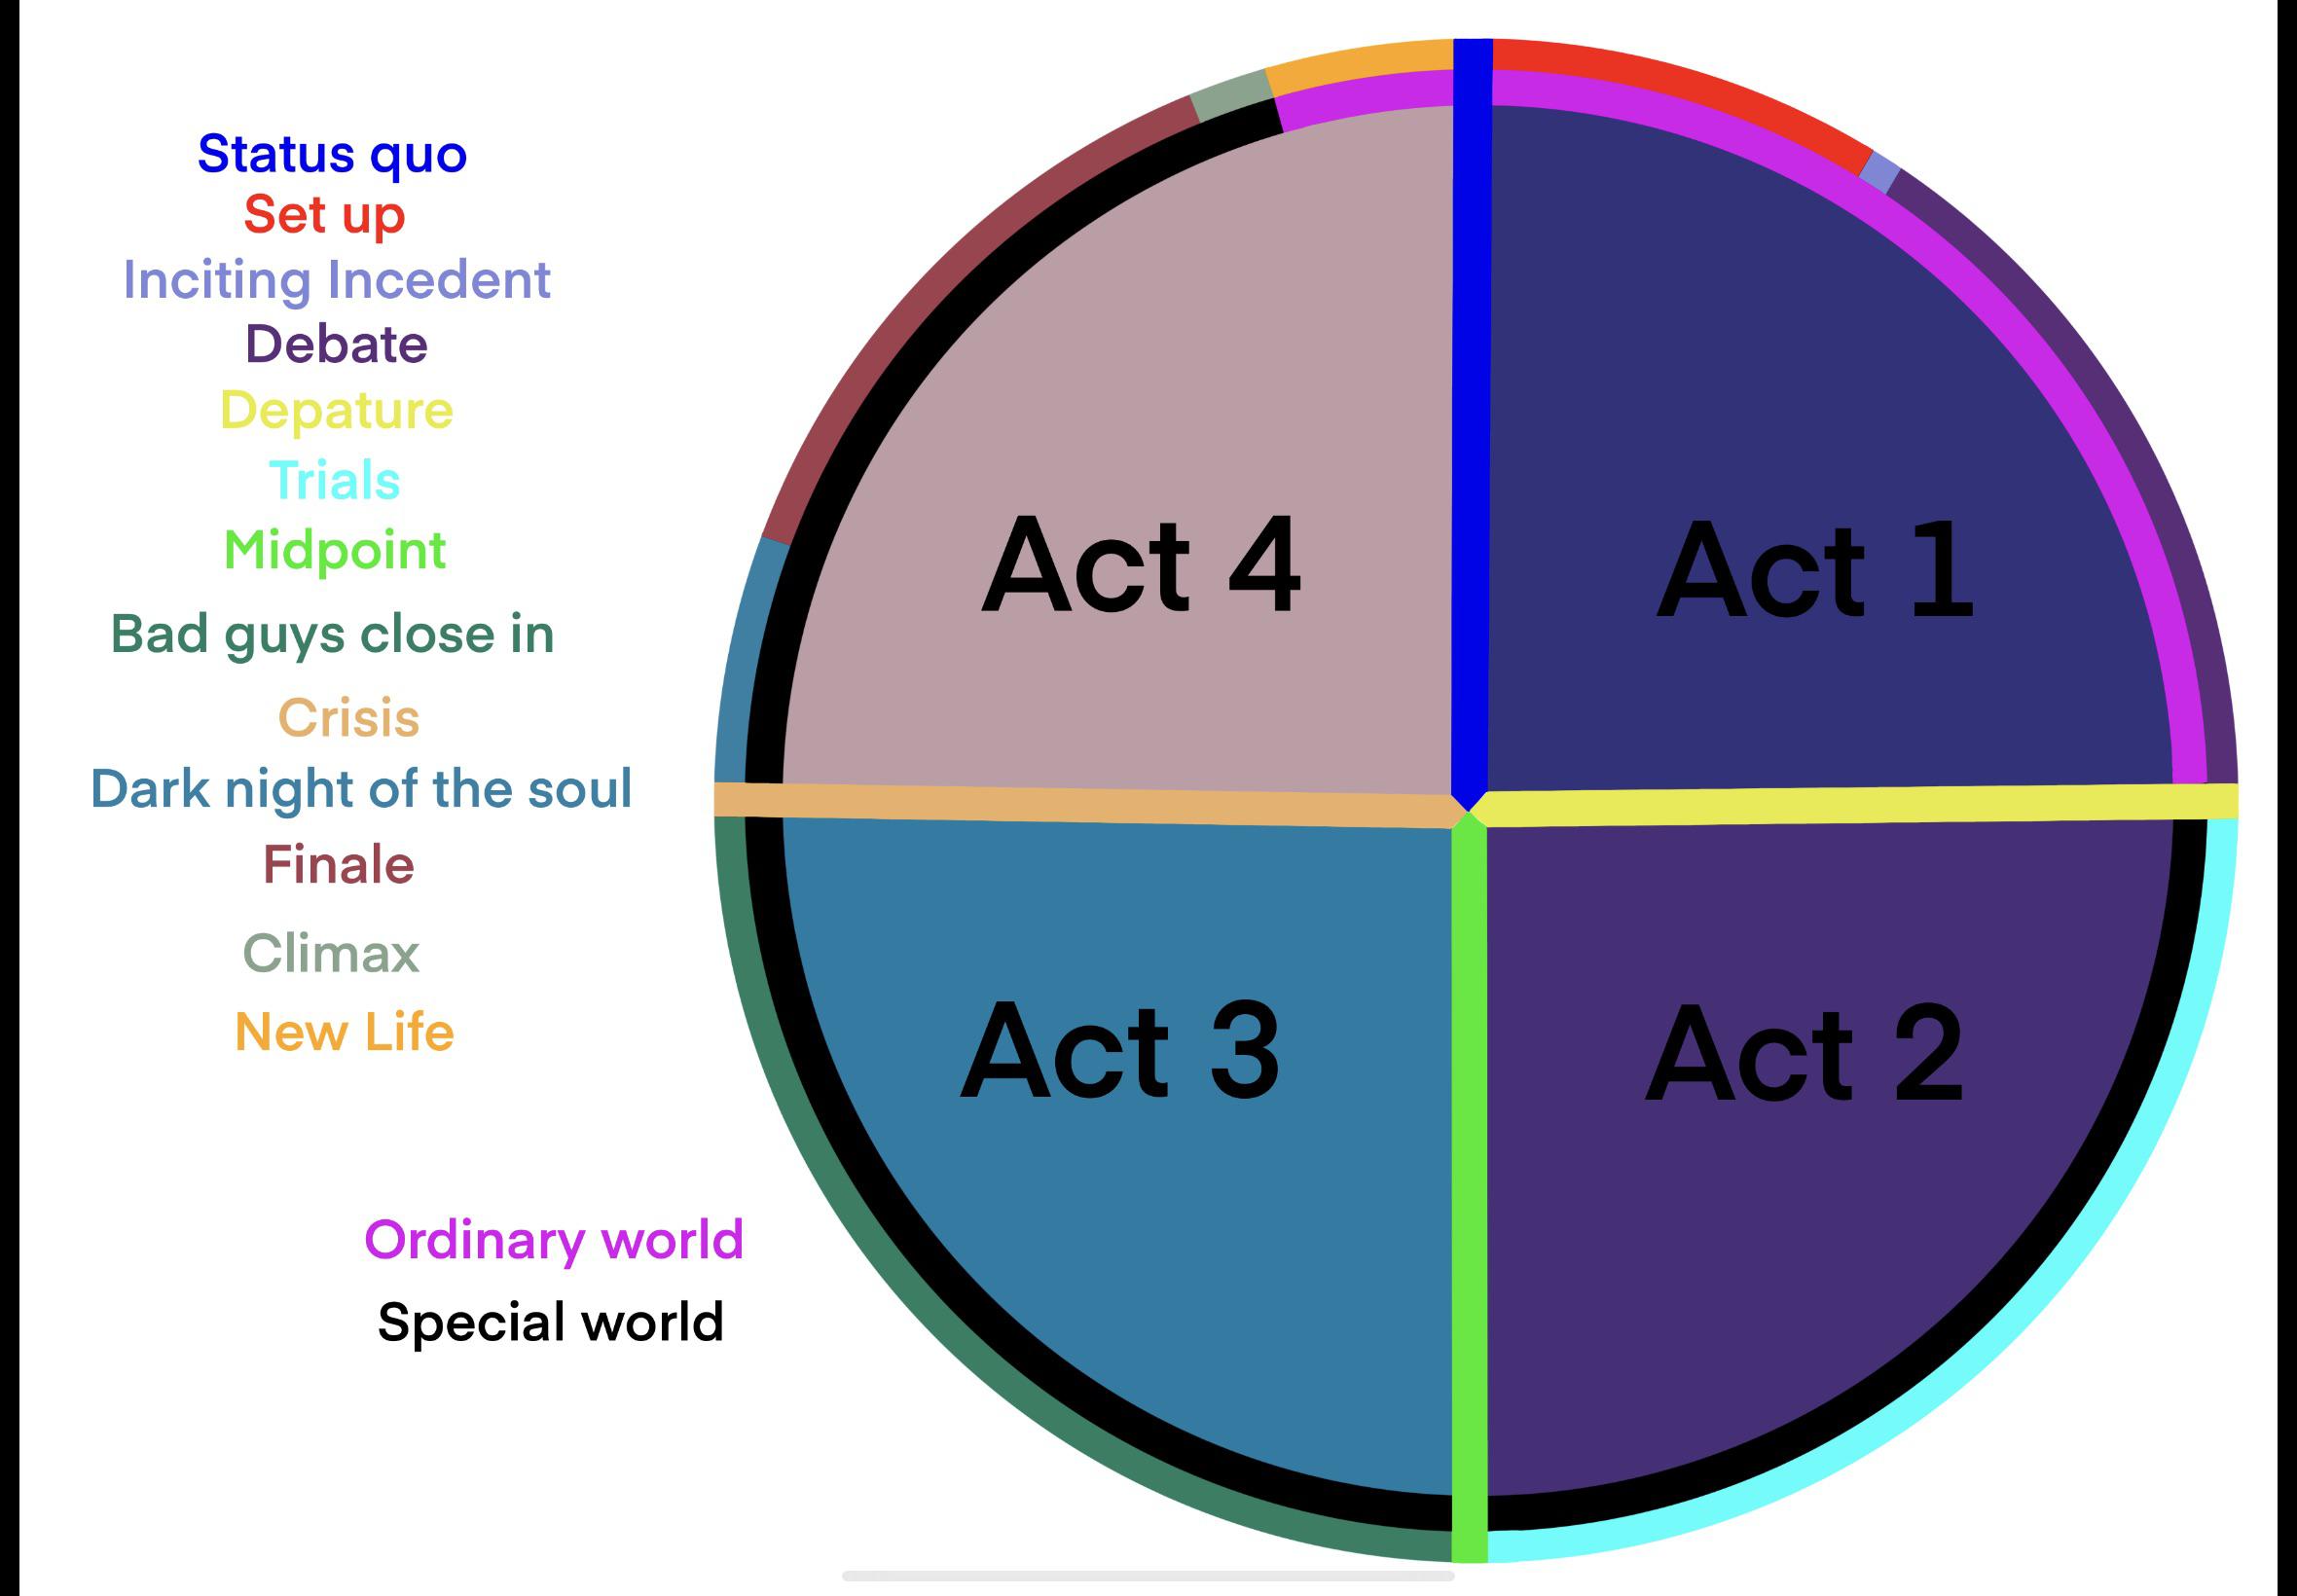 Status quo
Set up
Inciting Incedent
Debate
Depature
Trials
Midpoint
Bad guys close in
Crisis
Dark night of the soul
Finale
Climax
New Life
Ordinary world
Special world
Act 4
Act 1
Act 3
Act 2